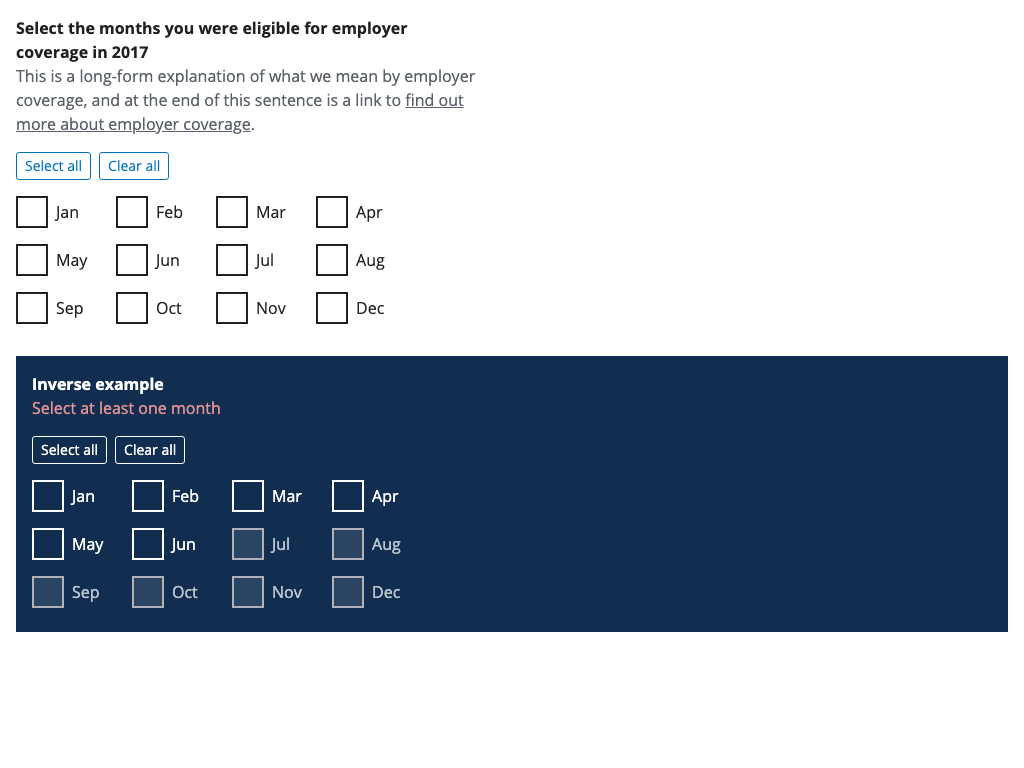 Select the months you were eligible for employer
coverage in 2017
This is a long-form explanation of what we mean by employer
coverage, and at the end of this sentence is a link to find out
more about employer coverage.
Select all Clear all
Jan Feb Mar Apr
May Jun Jul Aug
Sep Oct Nov Dec
Inverse example
Select at least one month
Select all Clear all
Jan Feb Mar Apr
May Jun Jul Aug
Sep Oct Nov Dec